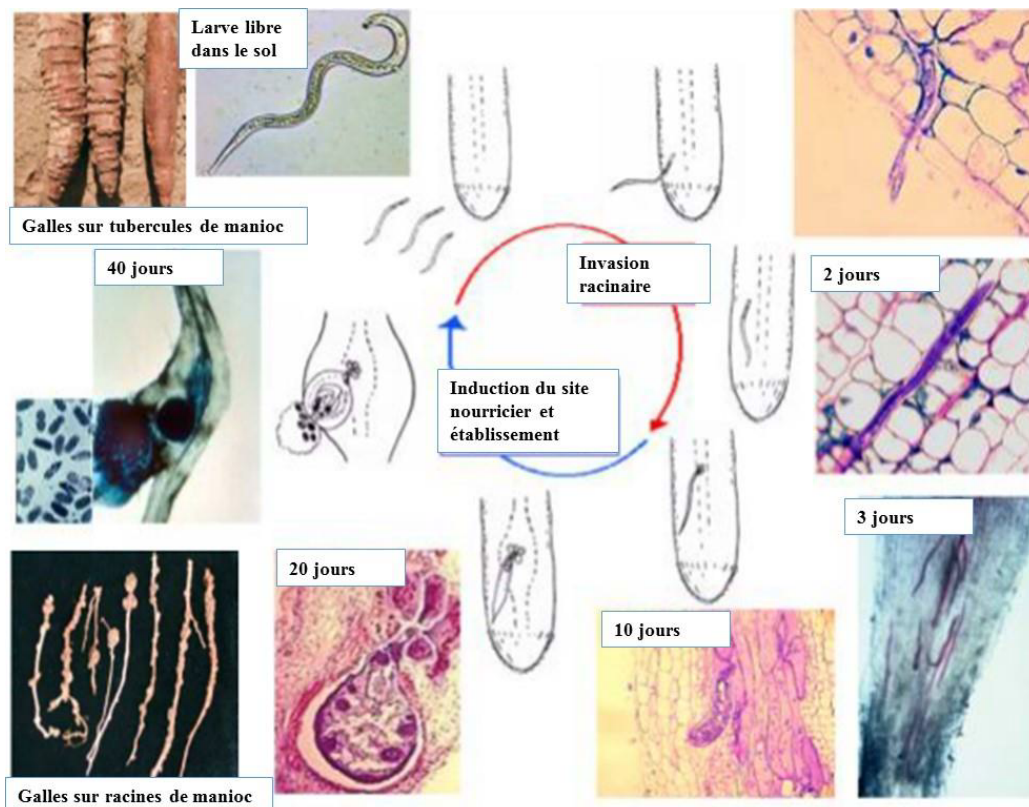 Larve libre
dans le sol
Galles sur tubercules de manioc
40 jours
Invasion
racinaire
2 jours
Induction du site
nourricier et
établissement
3 jours
20 jours
10 jours
Galles sur racines de manioc